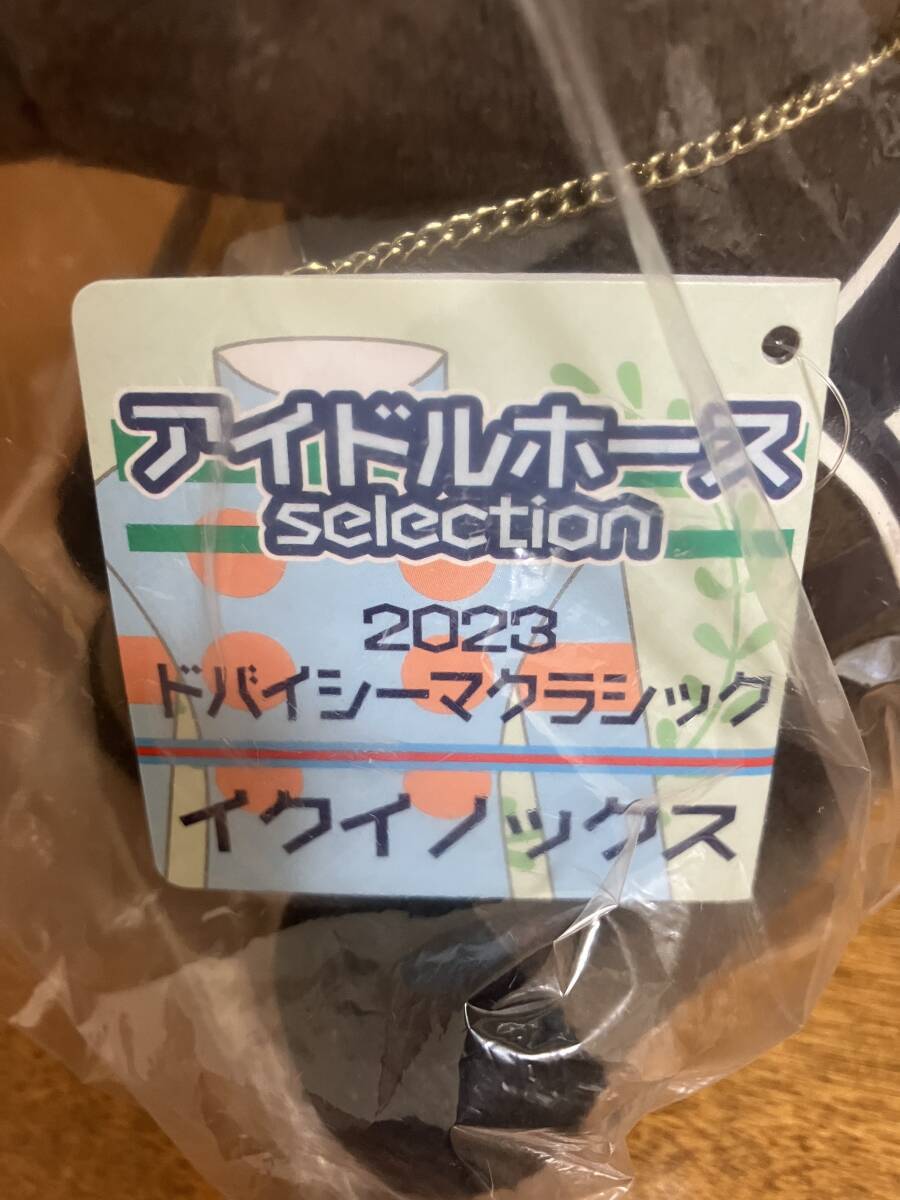 アイドルホース
selection
2023
ドバイシーマクラシック
イクイノックス